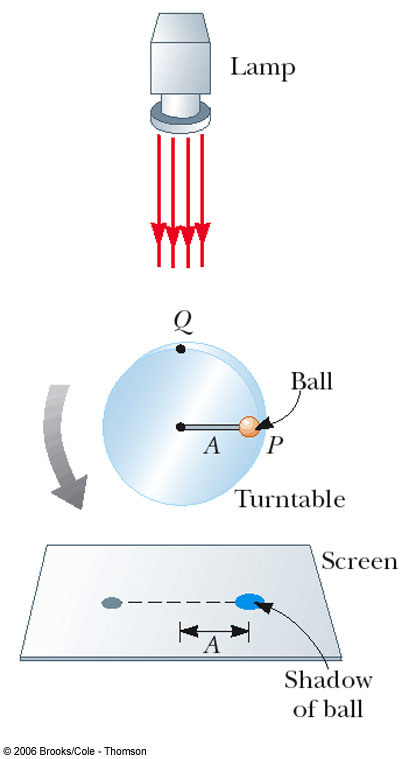 Lamp
Q
Ball
A
P
Turntable
Screen
A
Shadow
of ball
© 2006 Brooks/Cole - Thomson